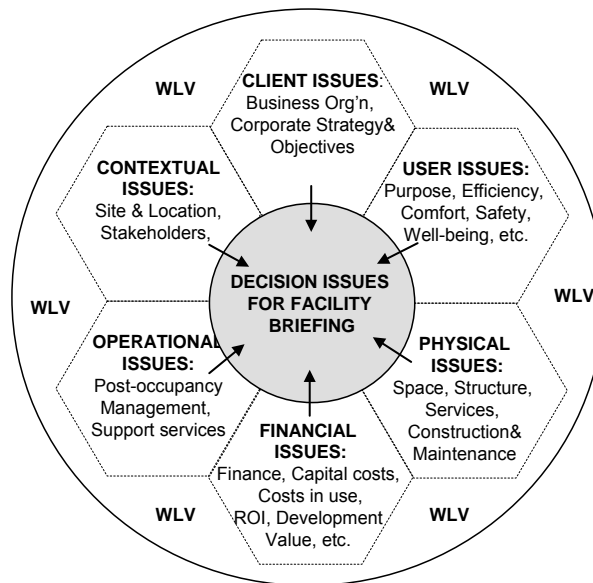 WLV
WLV
CLIENT ISSUES:
Business Org'n,
Corporate Strategy&
Objectives
CONTEXTUAL
ISSUES:
Site & Location,
Stakeholders,
USER ISSUES:
Purpose, Efficiency,
Comfort, Safety,
Well-being, etc.
DECISION ISSUES
FOR FACILITY
BRIEFING
WLV
WLV
OPERATIONAL
ISSUES:
Post-occupancy
Management,
Support services
PHYSICAL
ISSUES:
Space, Structure,
Services,
Construction&
Maintenance
FINANCIAL
ISSUES:
Finance, Capital costs,
Costs in use,
ROI, Development
Value, etc.
WLV
WLV